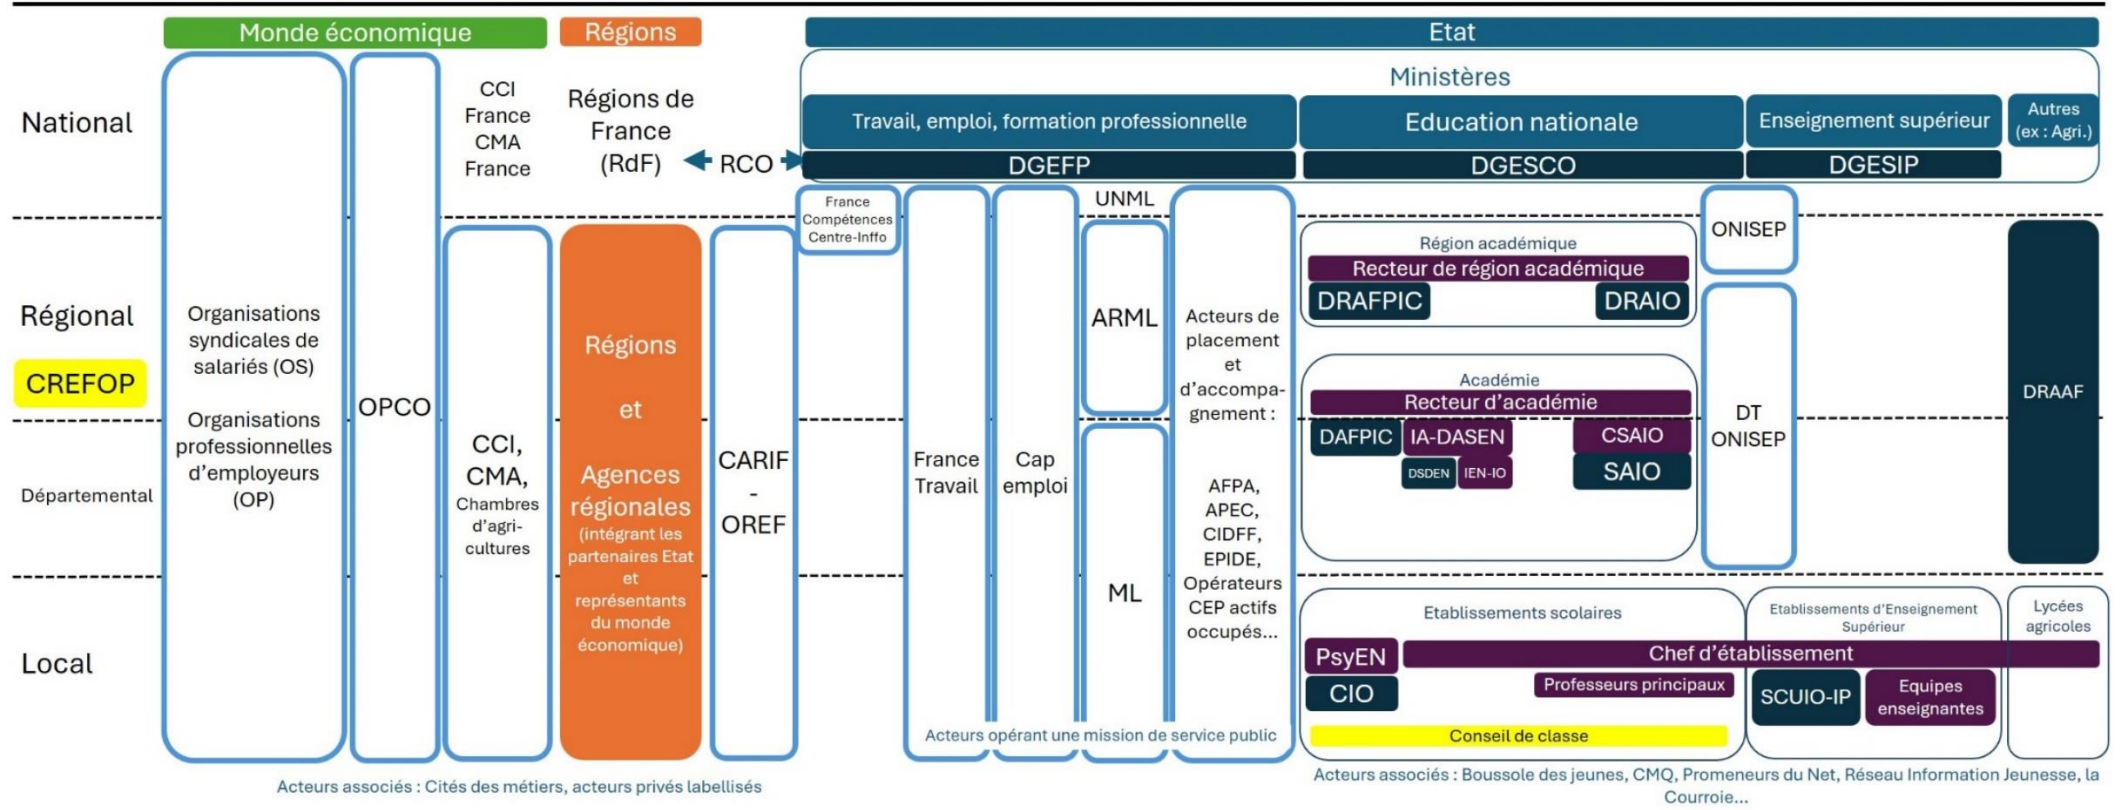 Monde économique
Régions
Etat
Ministères
National
CCI
France
CMA
France
Régions de
France
(RdF)
RCO
Travail, emploi, formation professionnelle
Education nationale
Enseignement supérieur
Autres
(ex : Agri.)
DGEFP
DGESCO
DGESIP
France
Compétences
Centre-Inffo
UNML
ONISEP
Régional
CREFOP
Départemental
Local
Organisations
syndicales de
salariés (OS)
Organisations
professionnelles
d'employeurs
(OP)
OPCO
CCI,
CMA,
Chambres
d'agri-
cultures
Régions
et
Agences
régionales
(intégrant les
partenaires Etat
et
représentants
du monde
économique)
CARIF
-
OREF
France
Travail
Cap
emploi
ARML
ML
Acteurs de
placement
et
d'accompa-
gnement :
AFPA,
APEC,
CIDFF,
EPIDE,
Opérateurs
CEP actifs
occupés...
Acteurs opérant une mission de service public
Région académique
Recteur de région académique
DRAFPIC
DRAIO
Académie
Recteur d'académie
DAFPIC
IA-DASEN
CSAIO
DSDEN
IEN-IO
SAIO
DT
ONISEP
DRAAF
Etablissements scolaires
Etablissements d'Enseignement
Supérieur
Lycées
agricoles
PsyEN
Chef d'établissement
CIO
Professeurs principaux
SCUIO-IP
Equipes
enseignantes
Conseil de classe
Acteurs associés : Cités des métiers, acteurs privés labellisés
Acteurs associés : Boussole des jeunes, CMQ, Promeneurs du Net, Réseau Information Jeunesse, la
Courroie...